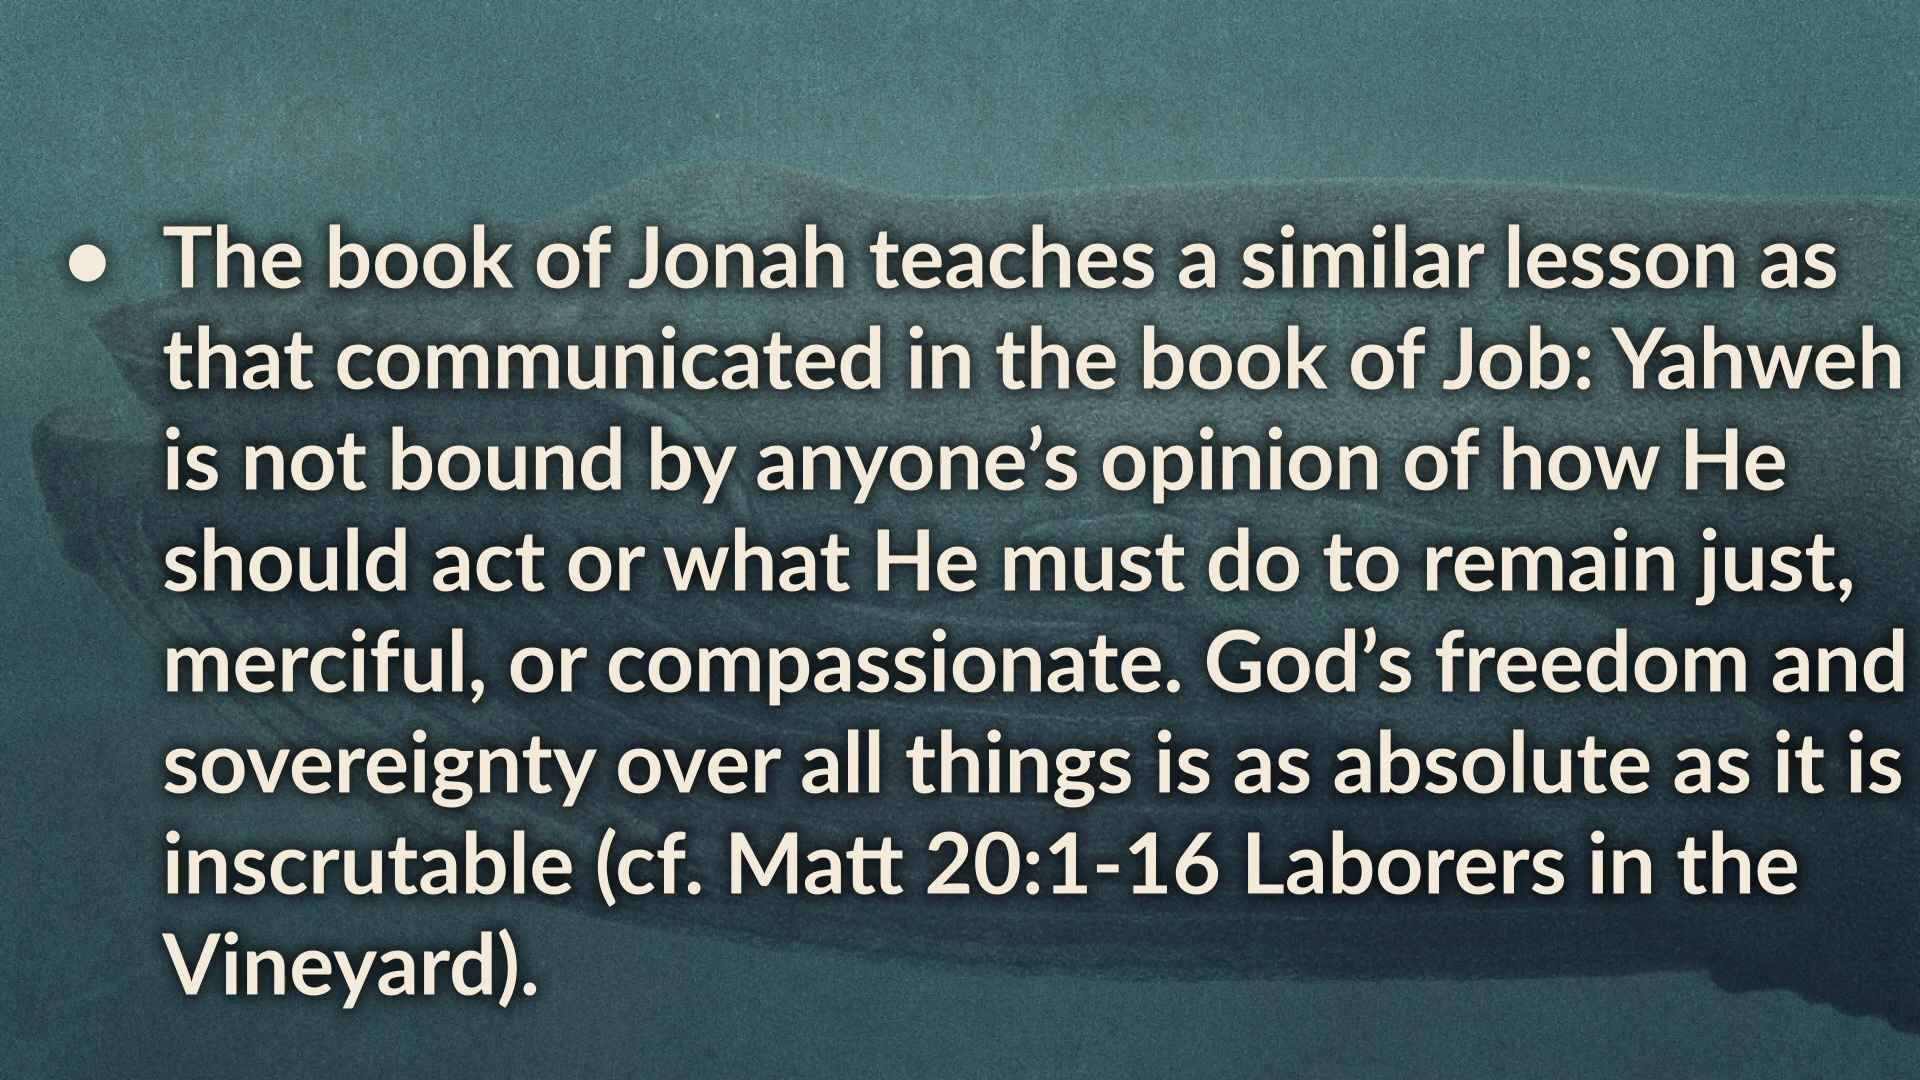 • The book of Jonah teaches a similar lesson as
that communicated in the book of Job: Yahweh
is not bound by anyone’s opinion of how He
should act or what He must do to remain just,
merciful, or compassionate. God’s freedom and
sovereignty over all things is as absolute as it is
inscrutable (cf. Matt 20:1-16 Laborers in the
Vineyard).